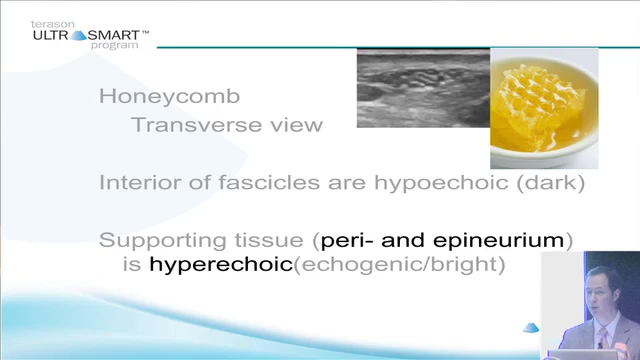 terason
ULTRASMART™
program
Honeycomb
Transverse view
Interior of fascicles are hypoechoic (dark)
Supporting tissue (peri- and epineurium)
is hyperechoic(echogenic/bright)